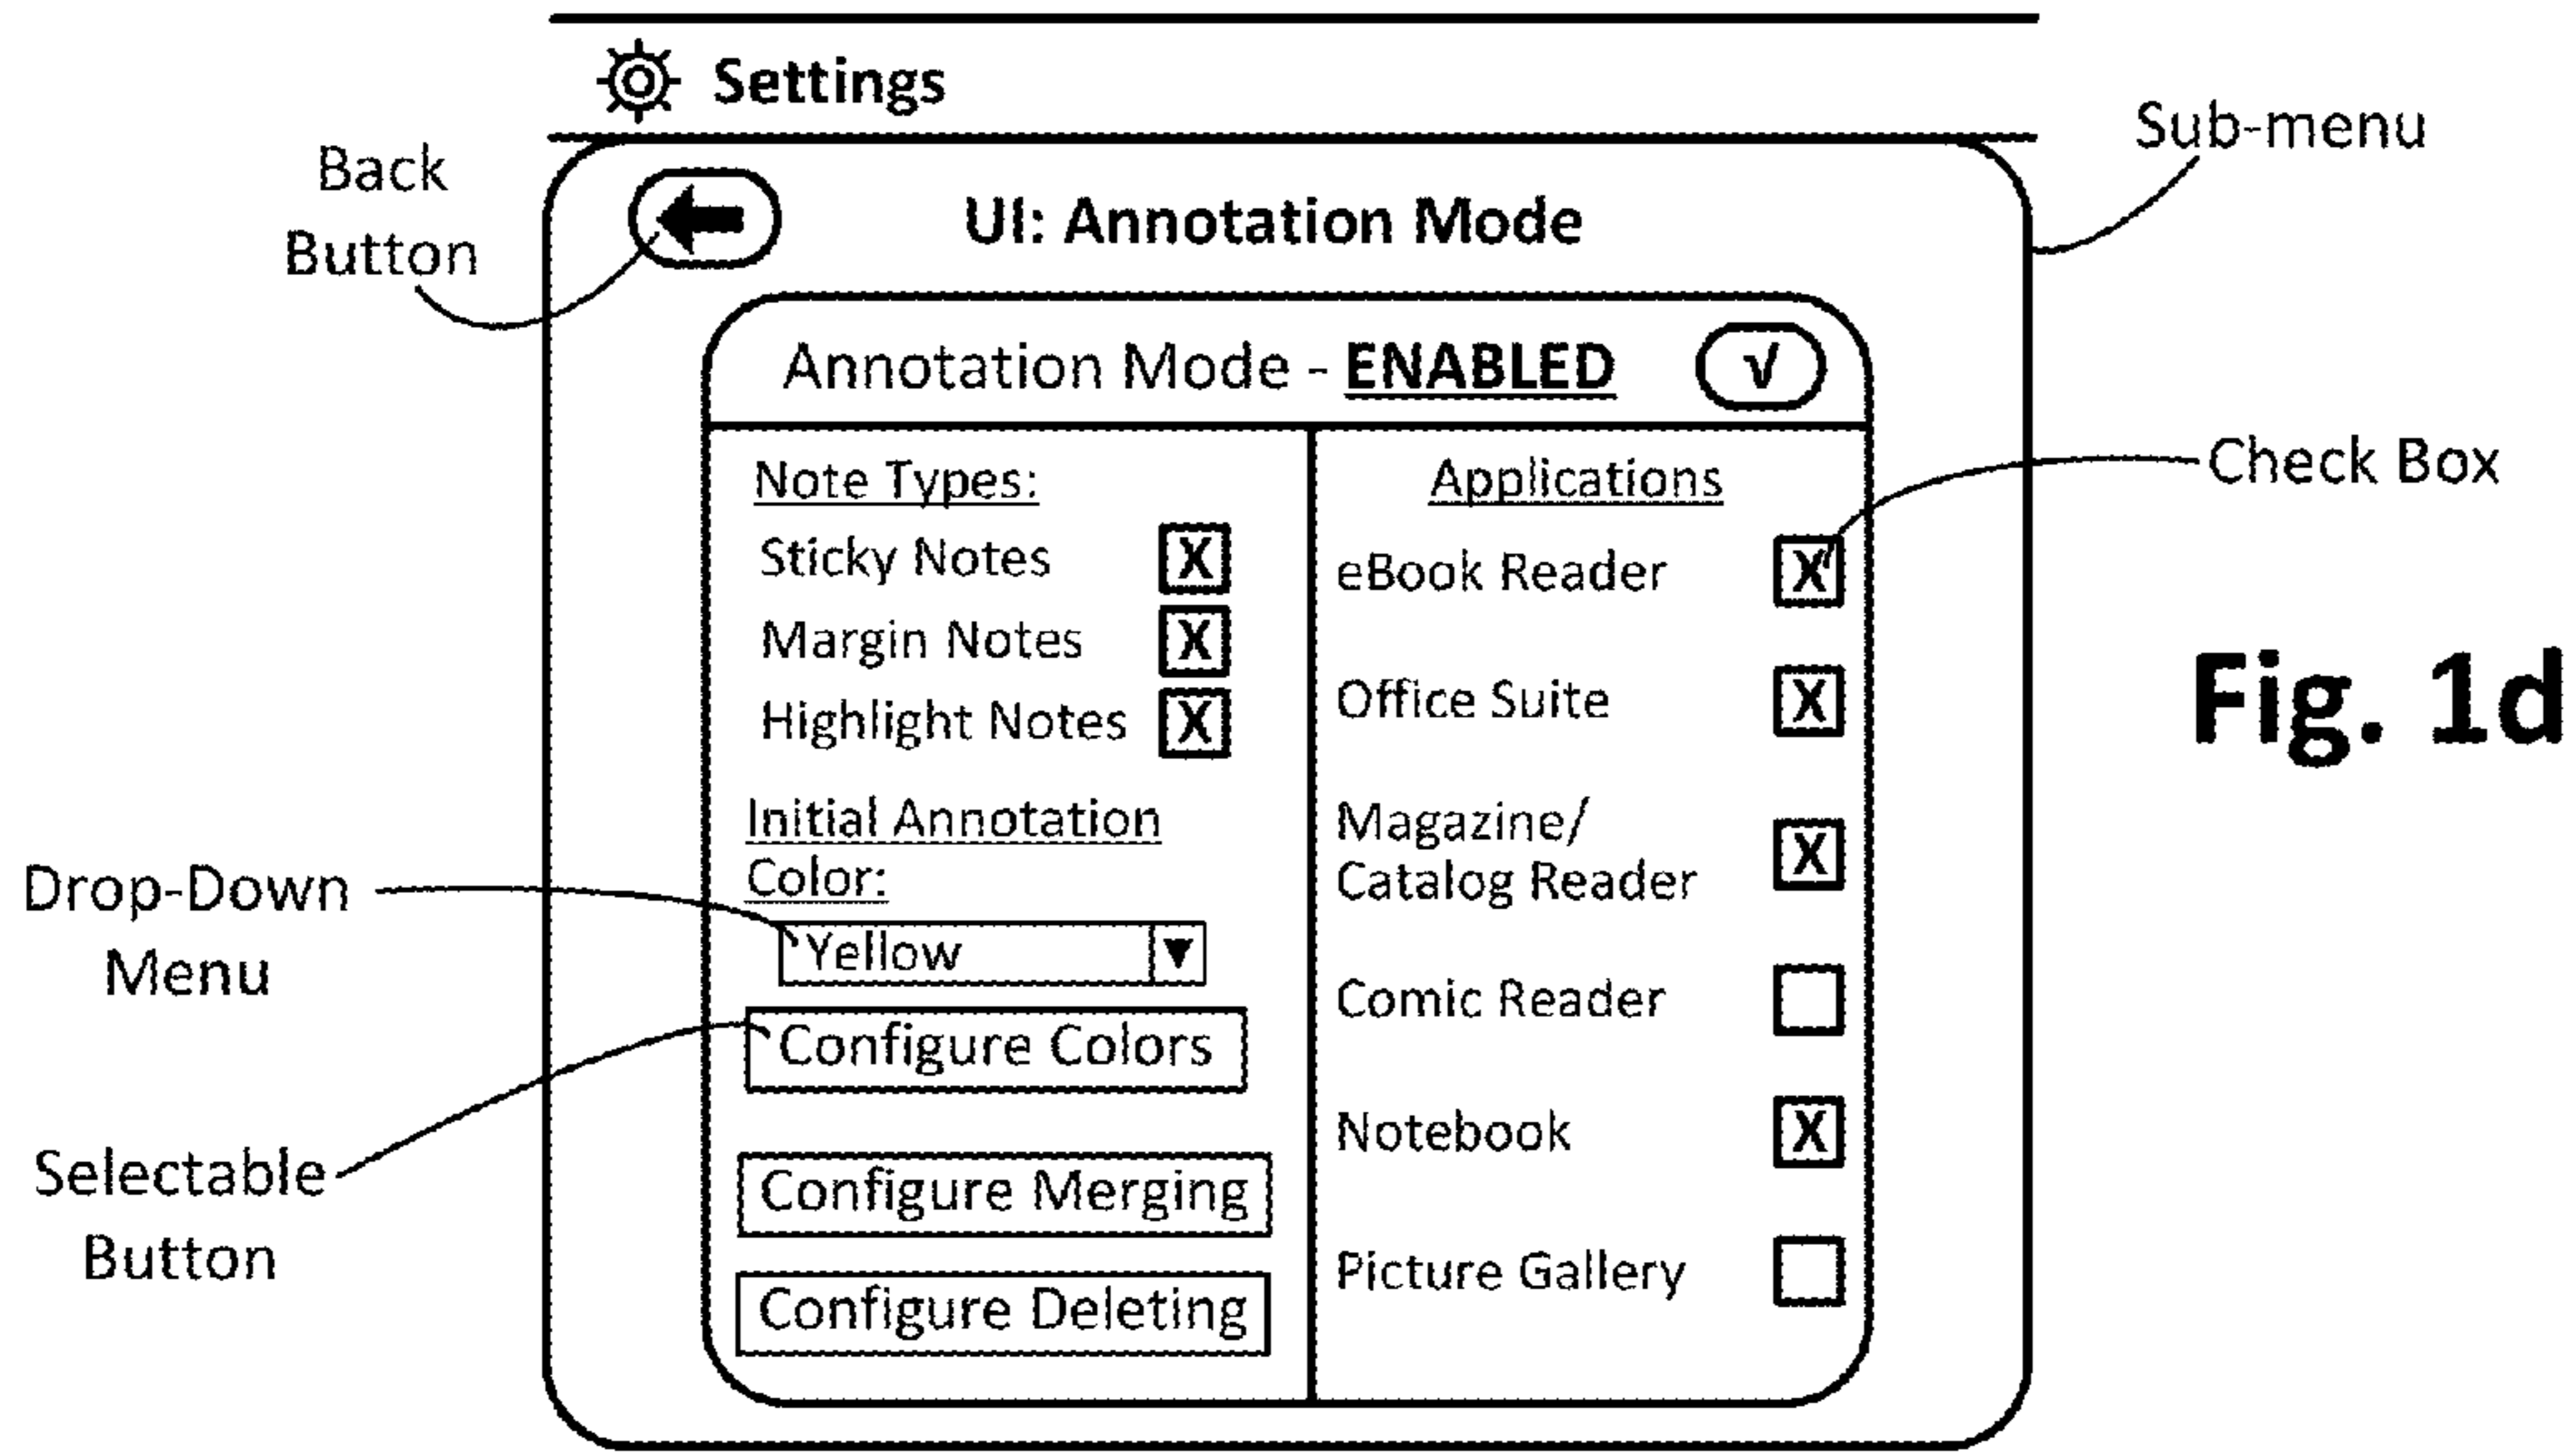 Settings
Back
Button
Sub-menu
UI: Annotation Mode
Annotation Mode - ENABLED
√
Note Types:
Sticky Notes X
Margin Notes X
Highlight Notes X
Initial Annotation
Color:
Yellow ▼
Configure Colors
Configure Merging
Configure Deleting
Applications
eBook Reader X
Office Suite X
Magazine/
Catalog Reader X
Comic Reader
Notebook X
Picture Gallery
Check Box
Drop-Down
Menu
Selectable
Button
Fig. 1d